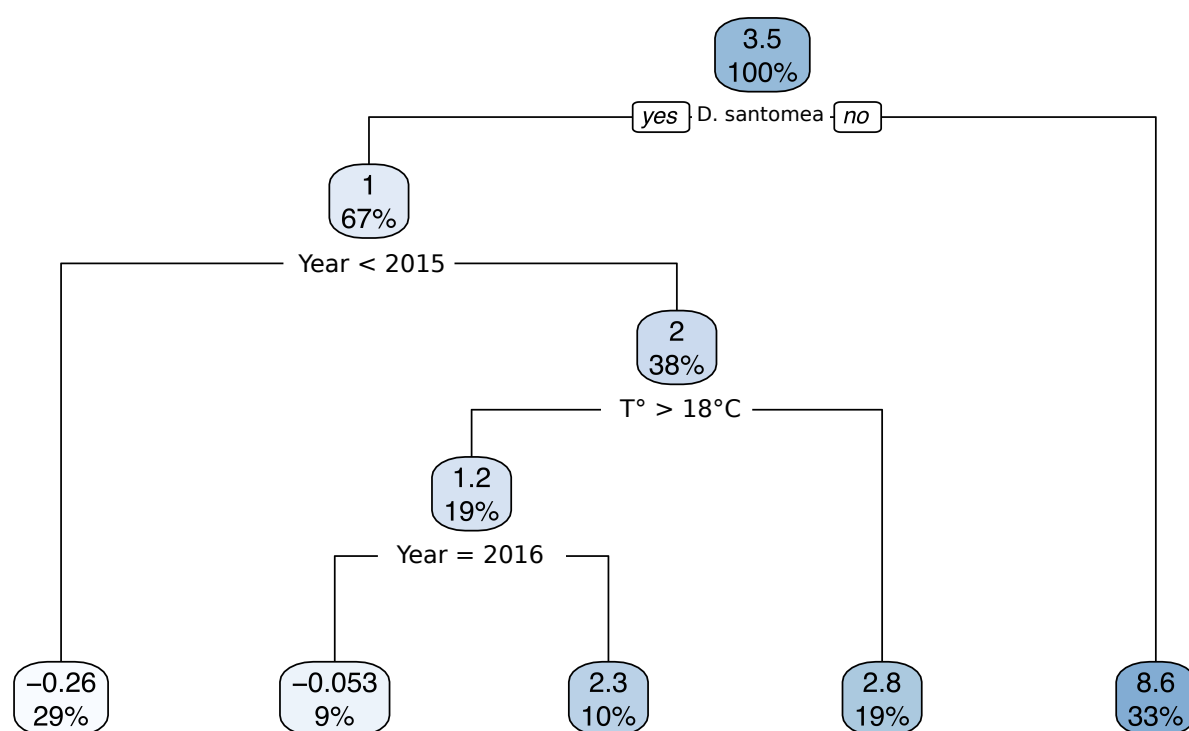 3.5
100%
yes D. santomea no
1
67%
Year < 2015
2
38%
T° > 18°C
1.2
19%
Year = 2016
−0.26 −0.053 2.3 2.8 8.6
29% 9% 10% 19% 33%